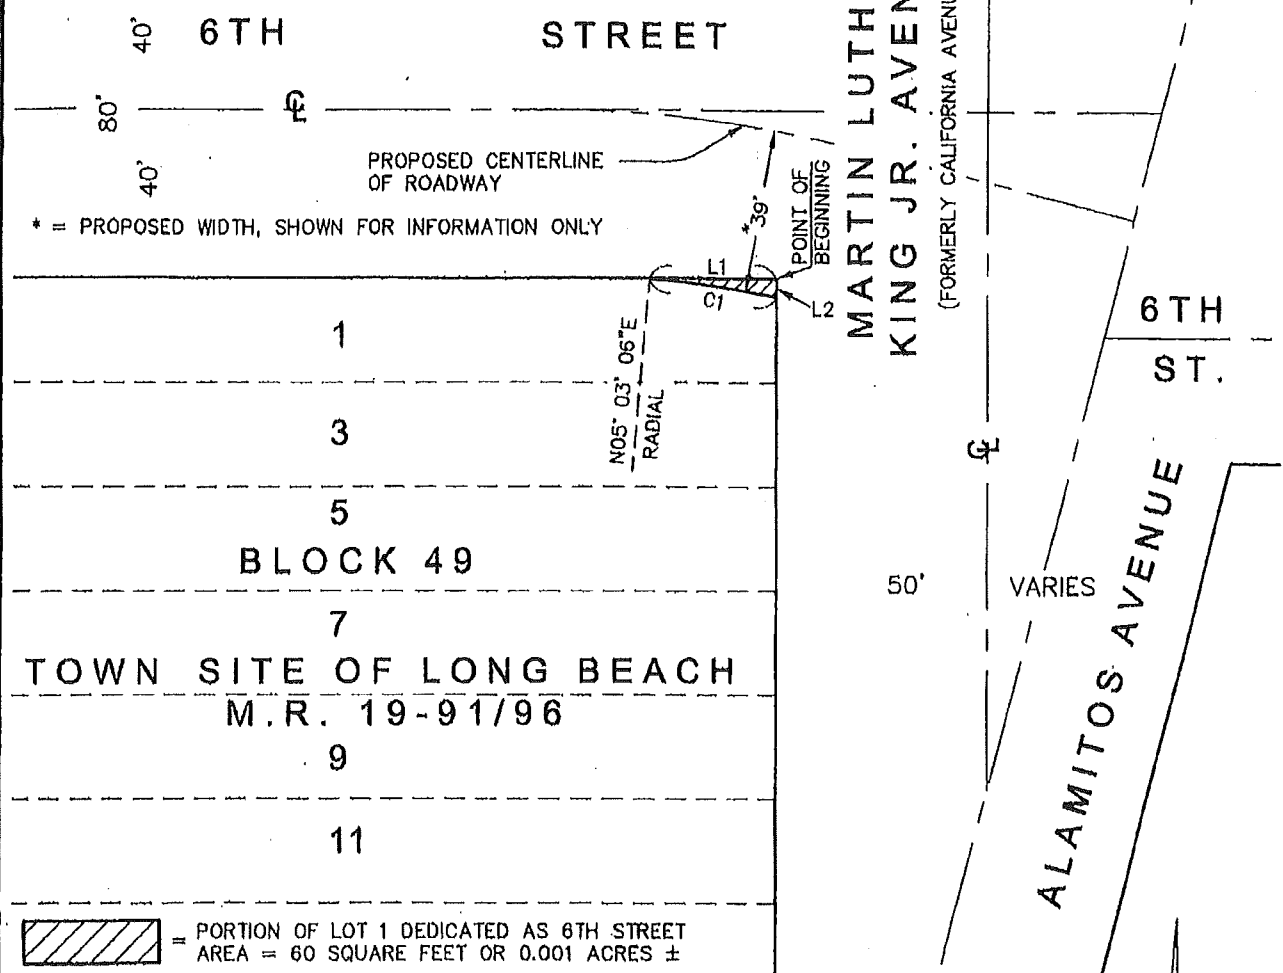 40'
6TH STREET
80'
℄
40'
PROPOSED CENTERLINE
OF ROADWAY
* = PROPOSED WIDTH, SHOWN FOR INFORMATION ONLY
*39'
POINT OF
BEGINNING
MARTIN LUTH
KING JR. AVEN
(FORMERLY CALIFORNIA AVENU
L1
C1
L2
N05° 03' 06"E
RADIAL
6TH
ST.
1
3
5
BLOCK 49
7
TOWN SITE OF LONG BEACH
M.R. 19-91/96
9
11
℄
50'
VARIES
ALAMITOS AVENUE
= PORTION OF LOT 1 DEDICATED AS 6TH STREET
AREA = 60 SQUARE FEET OR 0.001 ACRES ±